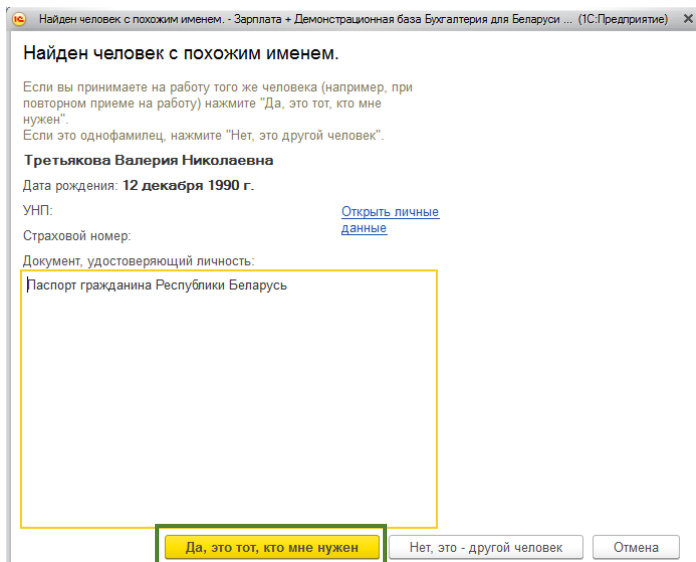 Найден человек с похожим именем. - Зарплата + Демонстрационная база Бухгалтерия для Беларуси ... (1С:Предприятие)
Найден человек с похожим именем.
Если вы принимаете на работу того же человека (например, при
повторном приеме на работу) нажмите "Да, это тот, кто мне
нужен".
Если это однофамилец, нажмите "Нет, это другой человек".
Третьякова Валерия Николаевна
Дата рождения: 12 декабря 1990 г.
УНП:
Открыть личные
данные
Страховой номер:
Документ, удостоверяющий личность:
Паспорт гражданина Республики Беларусь
Да, это тот, кто мне нужен
Нет, это - другой человек
Отмена